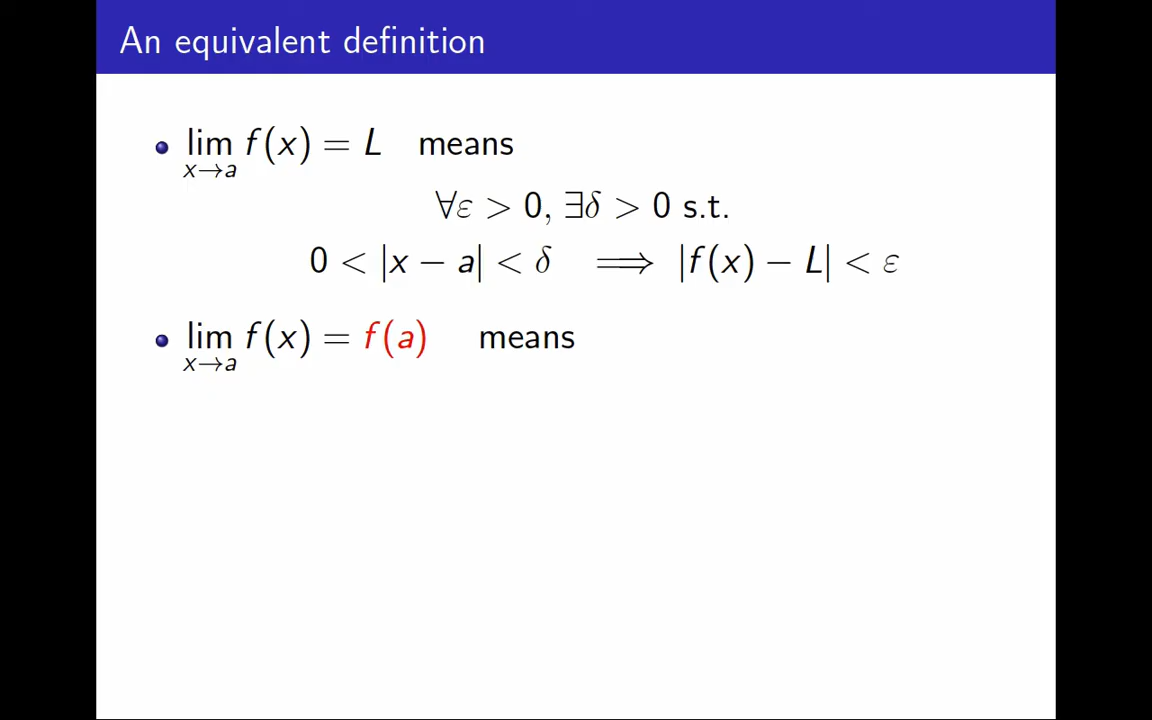 An equivalent definition
• lim f(x) = L means
x→a
∀ε > 0, ∃δ > 0 s.t.
0 < |x − a| < δ ⟹ |f(x) − L| < ε
• lim f(x) = f(a) means
x→a